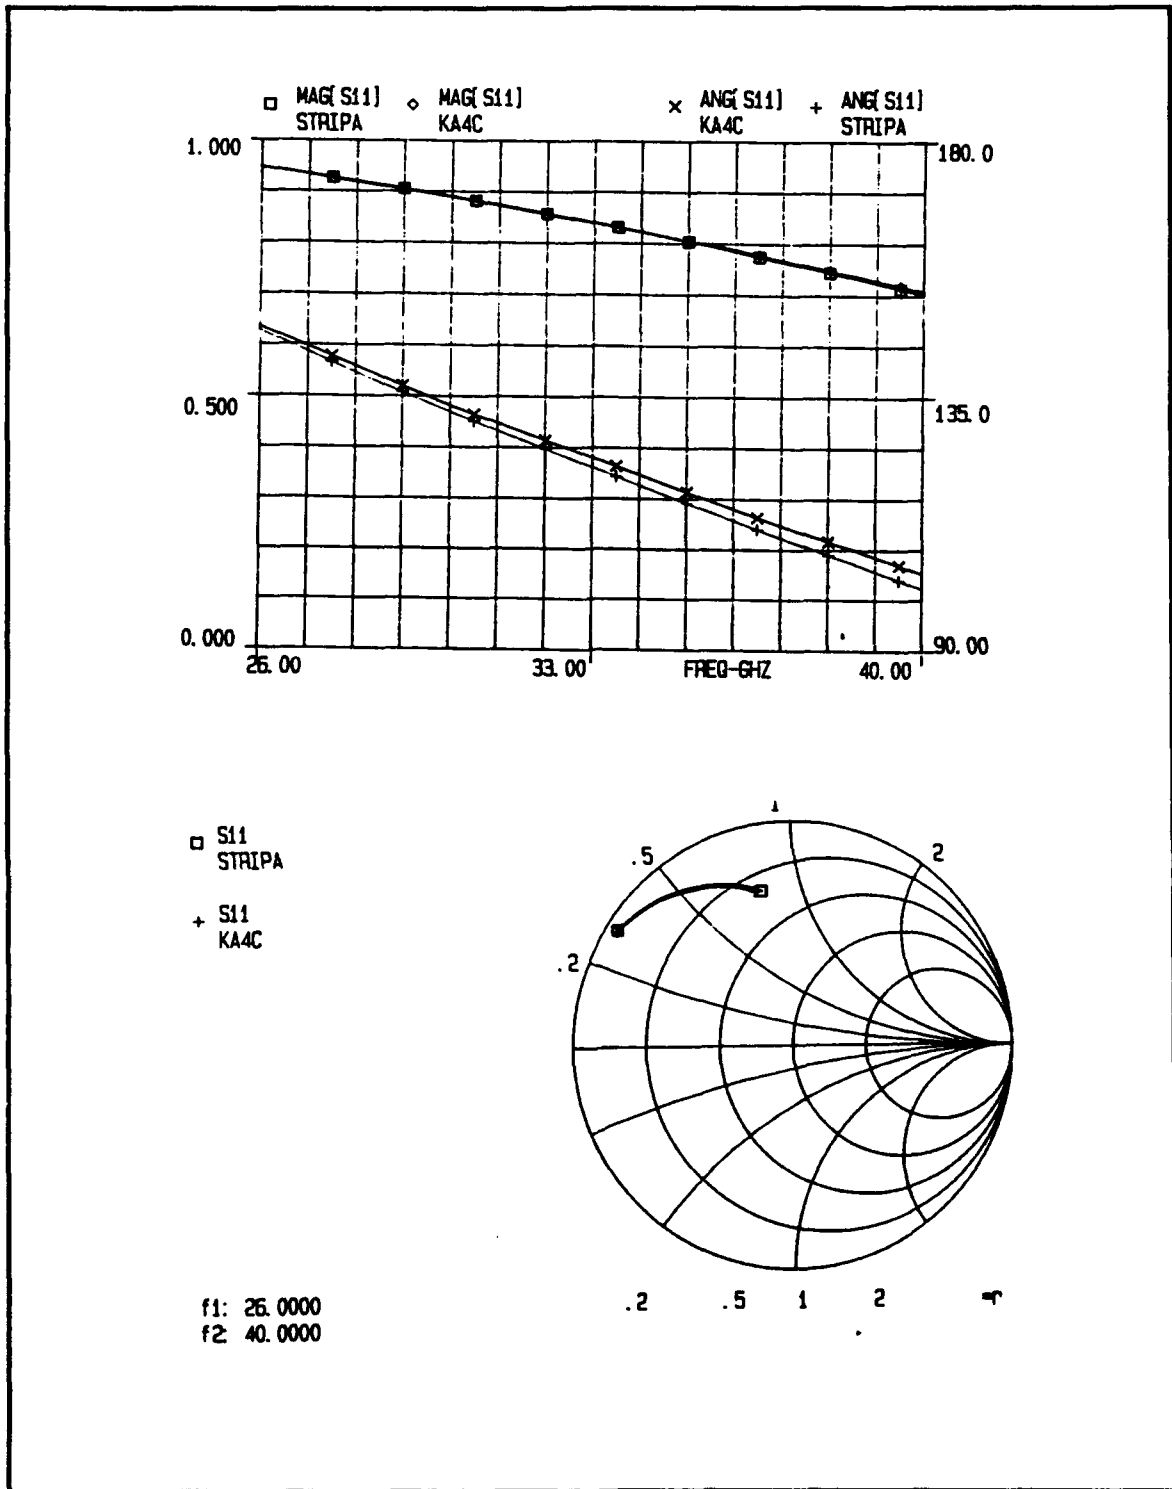 □ MAG[S11] ◇ MAG[S11] × ANG[S11] + ANG[S11]
STRIPA KA4C KA4C STRIPA
1.000 180.0
0.500 135.0
0.000 90.00
26.00 33.00 FREQ-GHZ 40.00
□ S11
STRIPA
+ S11
KA4C
1
.5 2
.2
.2 .5 1 2
f1: 26.0000
f2: 40.0000